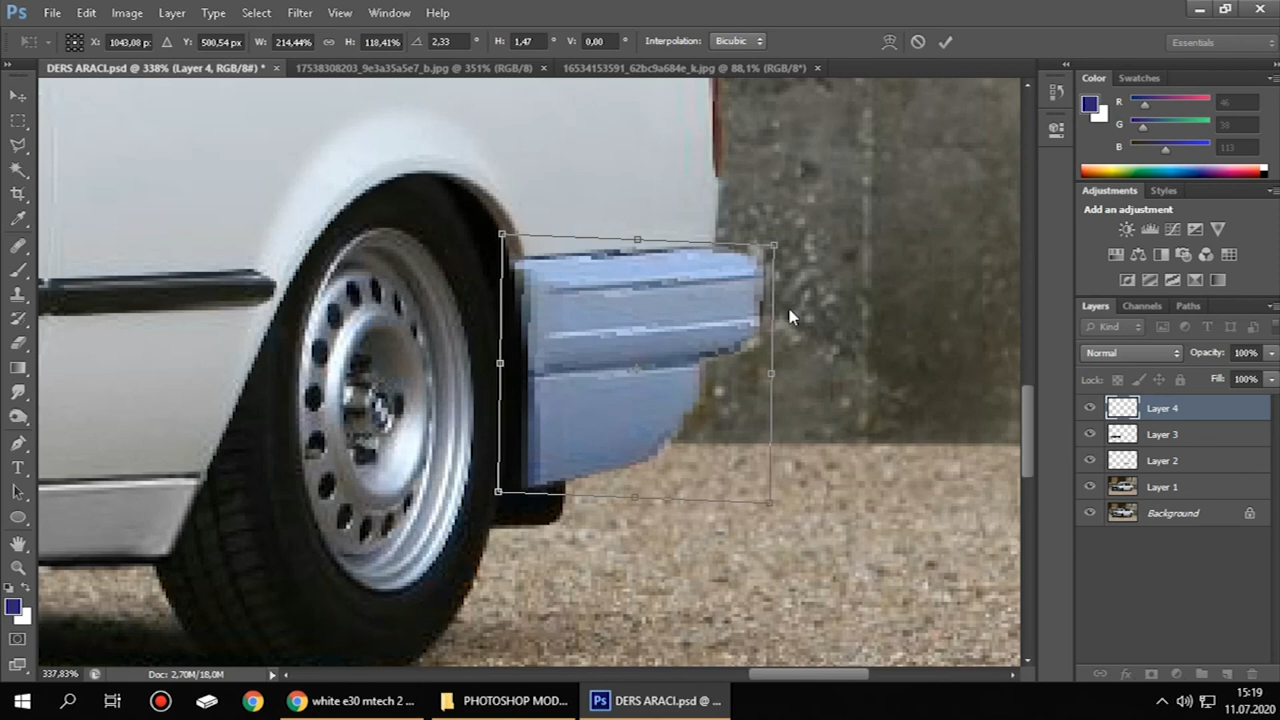 Ps File Edit Image Layer Type Select Filter View Window Help
X: 1043,08 p: Y: 500,54 px W: 214,44% H: 118,41% 2,33 ° H: 1,47 ° V: 0,00 ° Interpolation: Bicubic Essentials
DERS ARACI.psd @ 338% (Layer 4, RGB/8#) * × 17538308203_9e3a35a5e7_b.jpg @ 351% (RGB/8) × 16534153591_62bc9a684e_k.jpg @ 88,1% (RGB/8*) ×
Color Swatches
R 46
G 38
B 113
Adjustments Styles
Add an adjustment
Layers Channels Paths
Kind
Normal Opacity: 100%
Lock: Fill: 100%
Layer 4
Layer 3
Layer 2
Layer 1
Background
337,83% Doc: 2,70M/18,0M
white e30 mtech 2 ... PHOTOSHOP MOD... Ps DERS ARACI.psd @ ... 15:19
11.07.2020